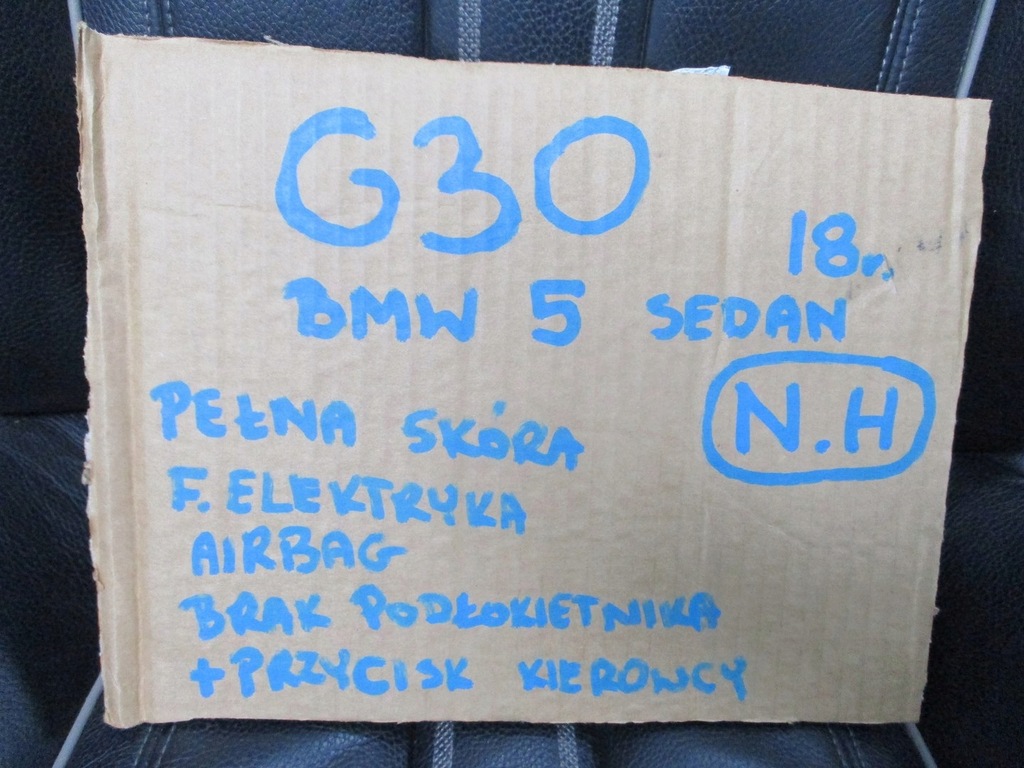 G30
18r.
BMW 5 SEDAN
N.H
PEŁNA SKÓRA
F. ELEKTRYKA
AIRBAG
BRAK PODŁOKIETNIKA
+PRZYCISK KIEROWCY